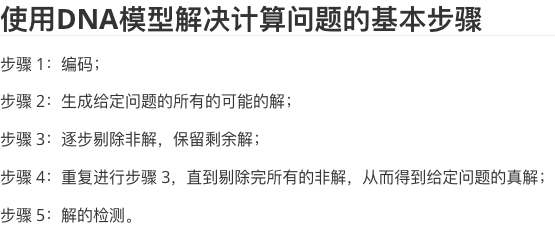 使用DNA模型解决计算问题的基本步骤
步骤 1：编码；
步骤 2：生成给定问题的所有的可能的解；
步骤 3：逐步剔除非解，保留剩余解；
步骤 4：重复进行步骤 3，直到剔除完所有的非解，从而得到给定问题的真解；
步骤 5：解的检测。